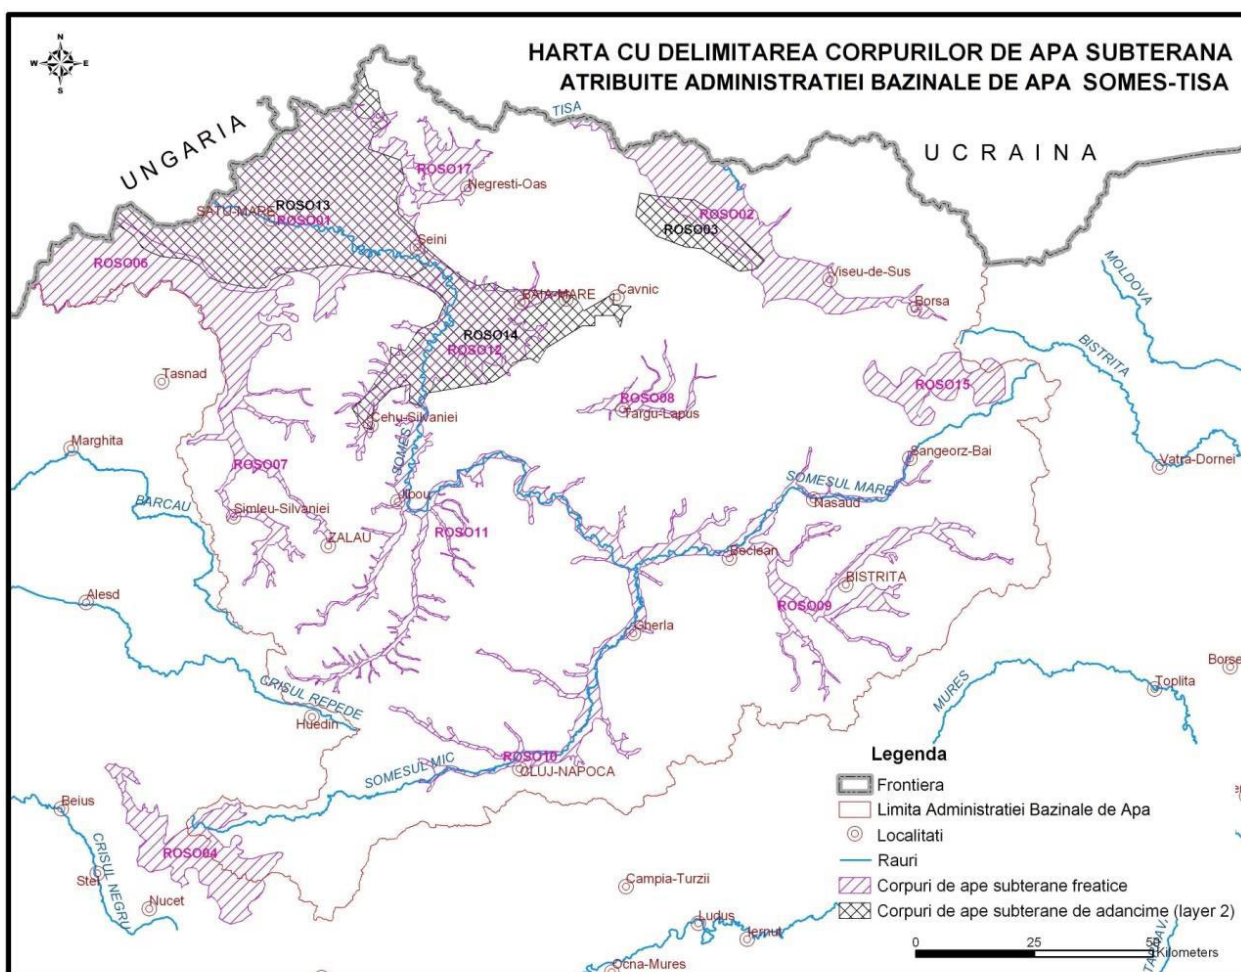 HARTA CU DELIMITAREA CORPURILOR DE APA SUBTERANA
ATRIBUITE ADMINISTRATIEI BAZINALE DE APA SOMES-TISA
N
W
E
S
UNGARIA
TISA
UCRAINA
ROSO17
Negresti-Oas
SATU-MARE
ROSO13
ROSO01
ROSO02
ROSO03
Seini
ROSO06
Viseu-de-Sus
MOLDOVA
BAIA-MARE
Cavnic
Borsa
ROSO14
ROSO12
BISTRITA
Tasnad
ROSO15
ROSO08
Targu-Lapus
Cehu-Silvaniei
SOMES
Marghita
ROSO07
Sangeorz-Bai
Vatra-Dornei
SOMESUL MARE
BARCAU
Jibou
Nasaud
Simleu-Silvaniei
ROSO11
ZALAU
Beclean
BISTRITA
Alesd
ROSO09
Gherla
CRISUL REPEDE
Huedin
MURES
Toplita
Borse
ROSO10
SOMESUL MIC
CLUJ-NAPOCA
Beius
CRISUL NEGRU
ROSO04
Stei
Nucet
Campia-Turzii
Ludus
Iernut
Ocna-Mures
Legenda
Frontiera
Limita Administratiei Bazinale de Apa
Localitati
Rauri
Corpuri de ape subterane freatice
Corpuri de ape subterane de adancime (layer 2)
0 25 50
Kilometers